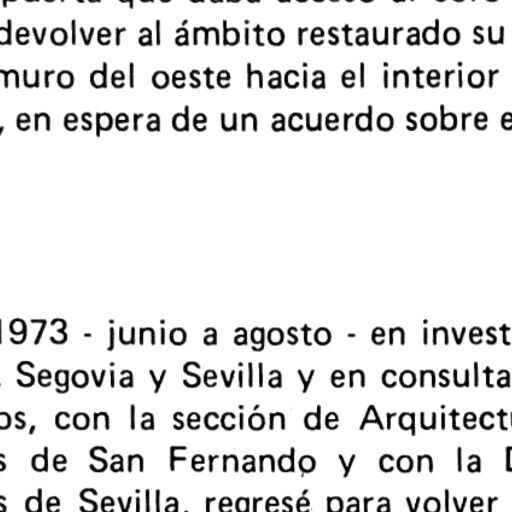 puerta que daba acceso al coro
devolver al ámbito restaurado su
muro del oeste hacia el interior
, en espera de un acuerdo sobre e
1973 - junio a agosto - en invest
. Segovia y Sevilla y en consulta
os, con la sección de Arquitectu
s de San Fernando y con la D
s de Sevilla, regresé para volver